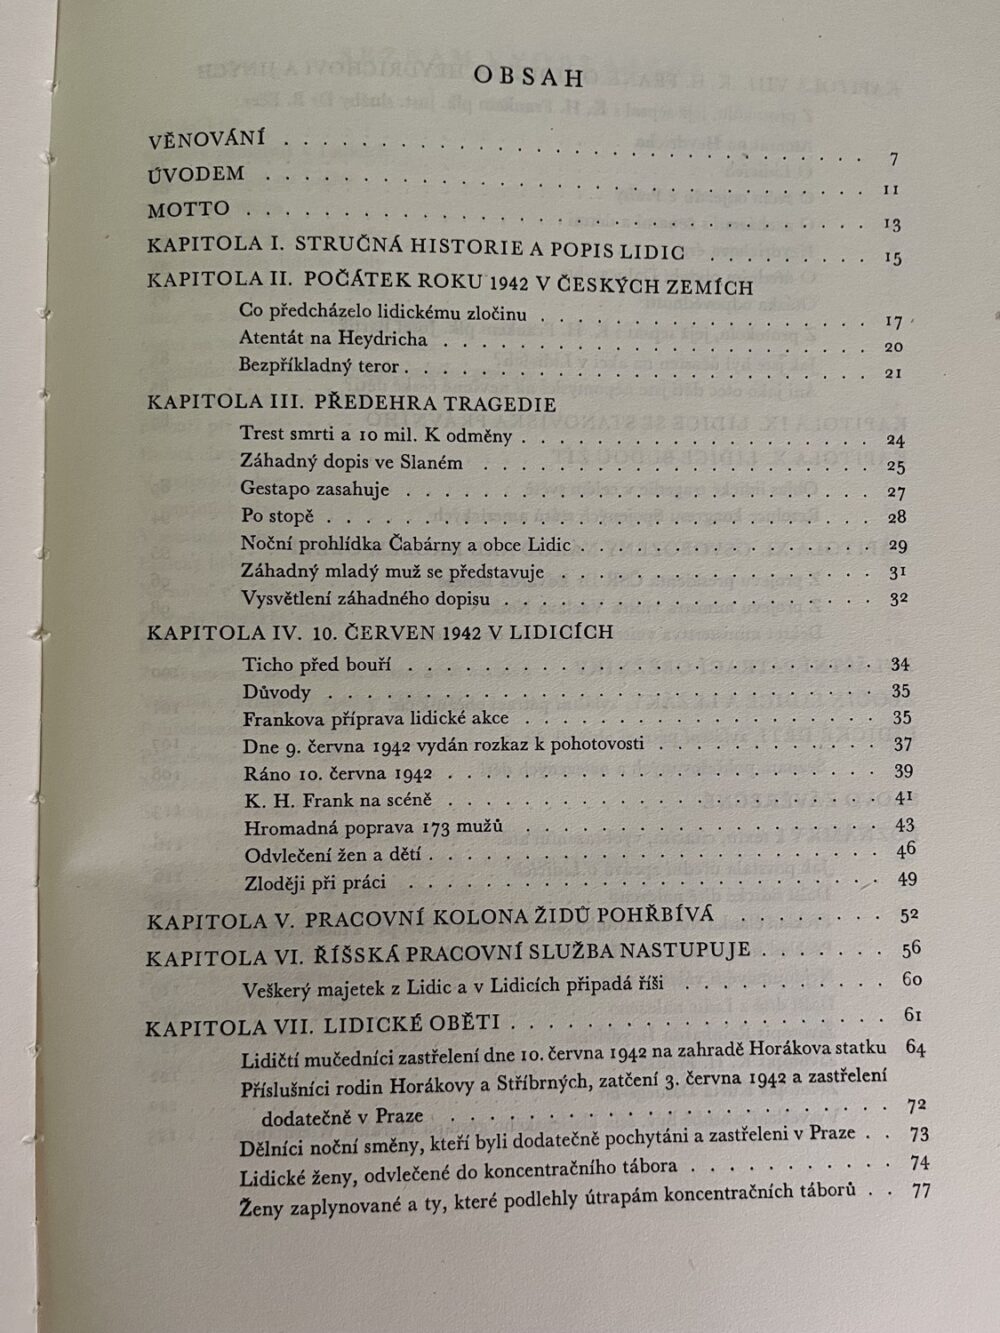 OBSAH
VĚNOVÁNÍ . . . . . . . . . . . . . . . . . . . . 7
ÚVODEM . . . . . . . . . . . . . . . . . . . . 11
MOTTO . . . . . . . . . . . . . . . . . . . . 13
KAPITOLA I. STRUČNÁ HISTORIE A POPIS LIDIC . . . . . . . 15
KAPITOLA II. POČÁTEK ROKU 1942 V ČESKÝCH ZEMÍCH
Co předcházelo lidickému zločinu . . . . . . . . . . . . 17
Atentát na Heydricha . . . . . . . . . . . . . . . 20
Bezpříkladný teror . . . . . . . . . . . . . . . . 21
KAPITOLA III. PŘEDEHRA TRAGEDIE
Trest smrti a 10 mil. K odměny . . . . . . . . . . . . 24
Záhadný dopis ve Slaném . . . . . . . . . . . . . . 25
Gestapo zasahuje . . . . . . . . . . . . . . . . 27
Po stopě . . . . . . . . . . . . . . . . . . . 28
Noční prohlídka Čabárny a obce Lidic . . . . . . . . . . 29
Záhadný mladý muž se představuje . . . . . . . . . . . 31
Vysvětlení záhadného dopisu . . . . . . . . . . . . . 32
KAPITOLA IV. 10. ČERVEN 1942 V LIDICÍCH
Ticho před bouří . . . . . . . . . . . . . . . . 34
Důvody . . . . . . . . . . . . . . . . . . . 35
Frankova příprava lidické akce . . . . . . . . . . . . 35
Dne 9. června 1942 vydán rozkaz k pohotovosti . . . . . . . 37
Ráno 10. června 1942 . . . . . . . . . . . . . . . 39
K. H. Frank na scéně . . . . . . . . . . . . . . . 41
Hromadná poprava 173 mužů . . . . . . . . . . . . 43
Odvlečení žen a dětí . . . . . . . . . . . . . . . 46
Zloději při práci . . . . . . . . . . . . . . . . 49
KAPITOLA V. PRACOVNÍ KOLONA ŽIDŮ POHŘBÍVÁ . . . . . . 52
KAPITOLA VI. ŘÍŠSKÁ PRACOVNÍ SLUŽBA NASTUPUJE . . . . . 56
Veškerý majetek z Lidic a v Lidicích připadá říši . . . . . . . 60
KAPITOLA VII. LIDICKÉ OBĚTI . . . . . . . . . . . . . 61
Lidičtí mučedníci zastřelení dne 10. června 1942 na zahradě Horákova statku 64
Příslušníci rodin Horákovy a Stříbrných, zatčení 3. června 1942 a zastřelení
dodatečně v Praze . . . . . . . . . . . . . . . 72
Dělníci noční směny, kteří byli dodatečně pochytáni a zastřeleni v Praze . . 73
Lidické ženy, odvlečené do koncentračního tábora . . . . . . . 74
Ženy zaplynované a ty, které podlehly útrapám koncentračních táborů . . 77